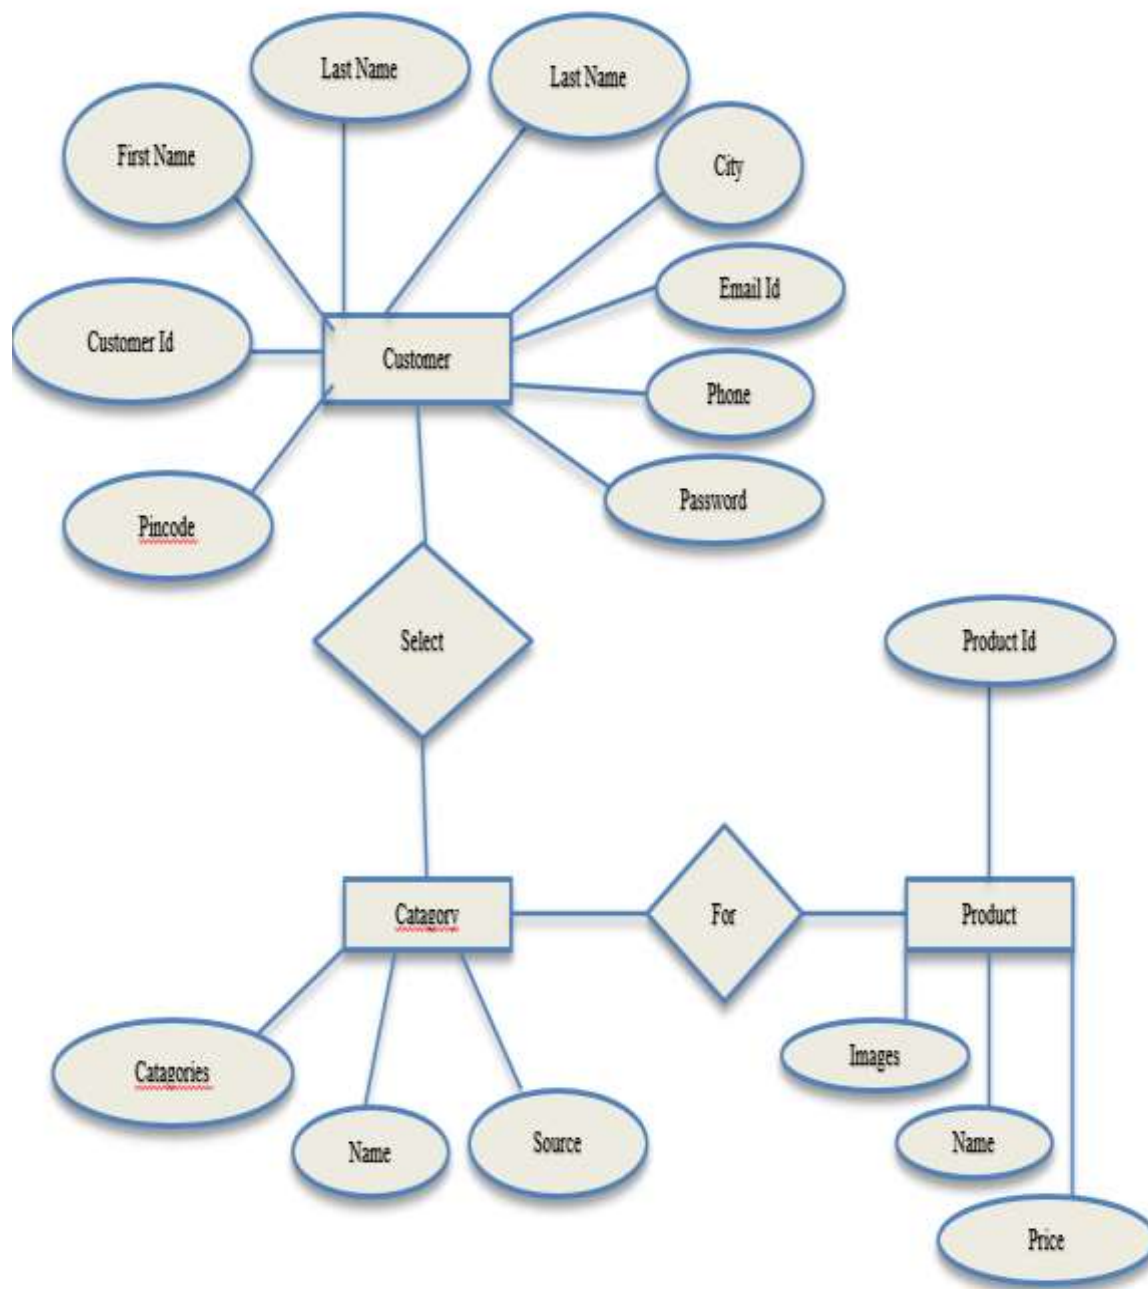 Last Name
Last Name
First Name
City
Email Id
Customer Id
Customer
Phone
Password
Pincode
Select
Product Id
Catagory
For
Product
Images
Catagories
Name
Source
Name
Price